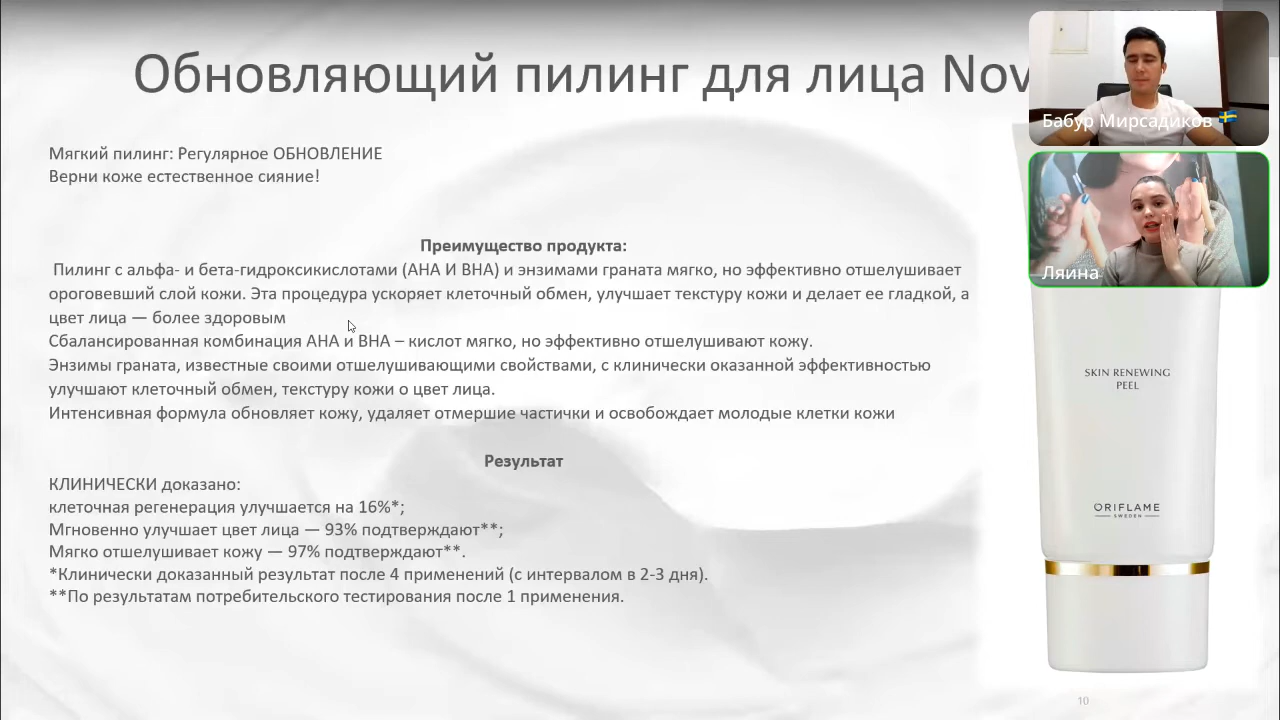 Обновляющий пилинг для лица Nov
Бабур Мирсадиков
Ляина
Мягкий пилинг: Регулярное ОБНОВЛЕНИЕ
Верни коже естественное сияние!
Преимущество продукта:
Пилинг с альфа- и бета-гидроксикислотами (АНА И ВНА) и энзимами граната мягко, но эффективно отшелушивает
ороговевший слой кожи. Эта процедура ускоряет клеточный обмен, улучшает текстуру кожи и делает ее гладкой, а
цвет лица — более здоровым
Сбалансированная комбинация АНА и ВНА – кислот мягко, но эффективно отшелушивают кожу.
Энзимы граната, известные своими отшелушивающими свойствами, с клинически оказанной эффективностью
улучшают клеточный обмен, текстуру кожи о цвет лица.
Интенсивная формула обновляет кожу, удаляет отмершие частички и освобождает молодые клетки кожи
Результат
КЛИНИЧЕСКИ доказано:
клеточная регенерация улучшается на 16%*;
Мгновенно улучшает цвет лица — 93% подтверждают**;
Мягко отшелушивает кожу — 97% подтверждают**.
*Клинически доказанный результат после 4 применений (с интервалом в 2-3 дня).
**По результатам потребительского тестирования после 1 применения.
SKIN RENEWING
PEEL
ORIFLAME
SWEDEN
10